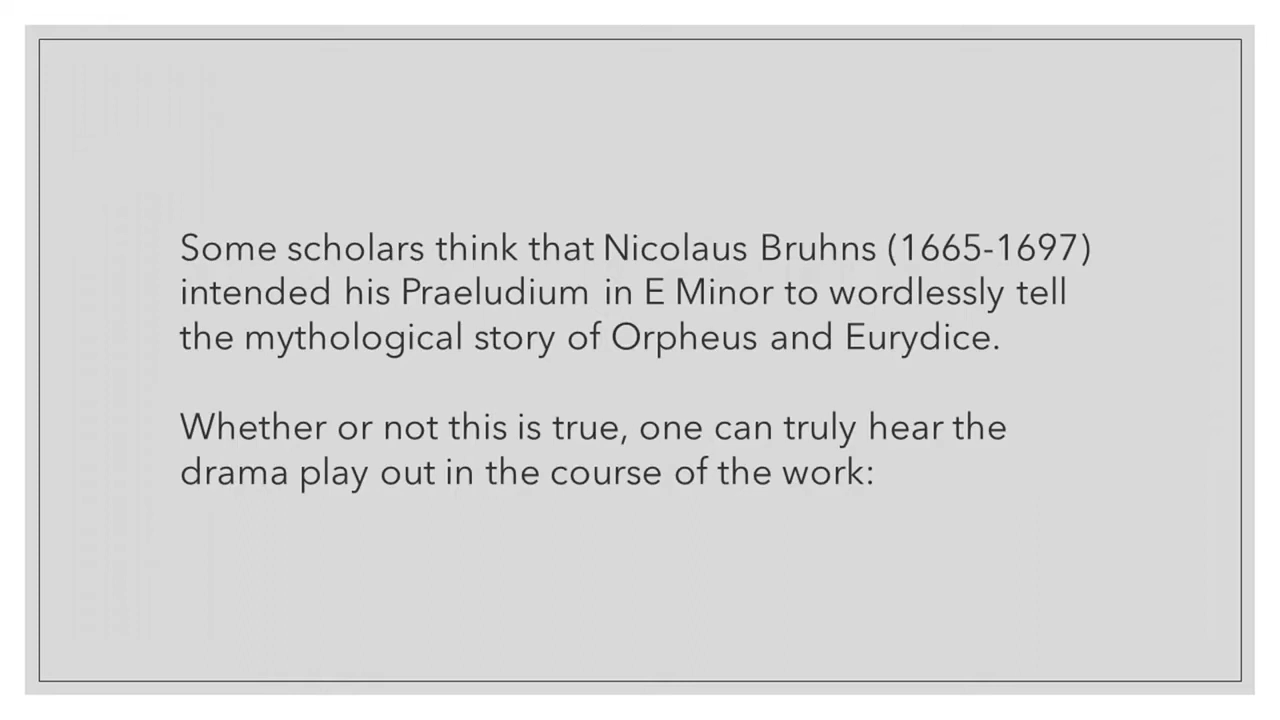 Some scholars think that Nicolaus Bruhns (1665-1697)
intended his Praeludium in E Minor to wordlessly tell
the mythological story of Orpheus and Eurydice.
Whether or not this is true, one can truly hear the
drama play out in the course of the work: